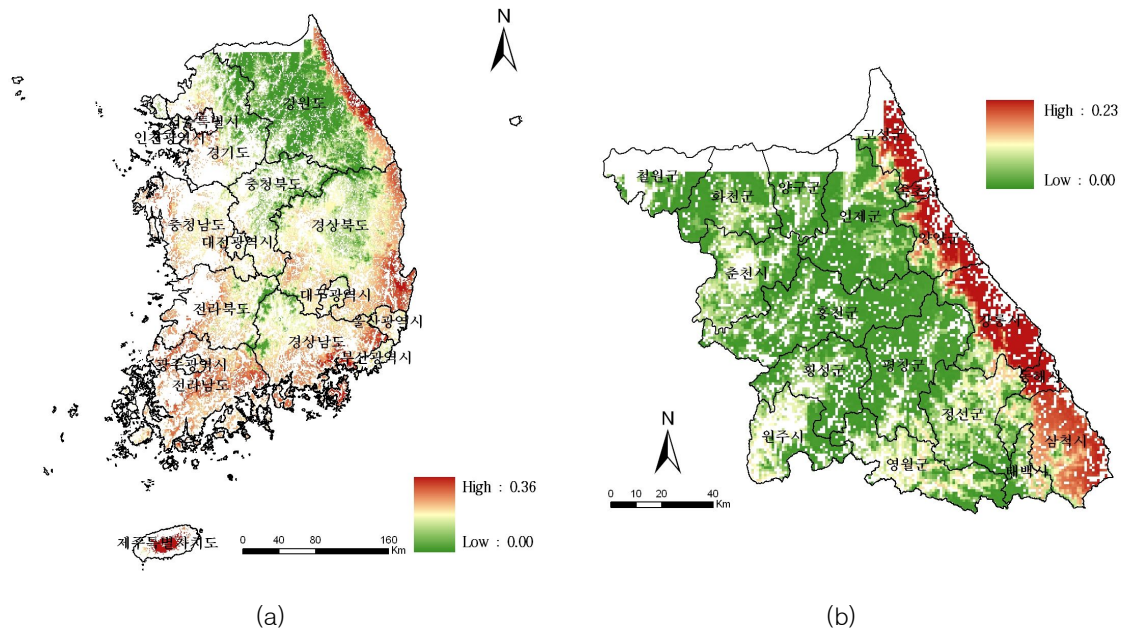 N
강원도
서울특별시
인천광역시
경기도
충청북도
충청남도
경상북도
대전광역시
대구광역시
전라북도
울산광역시
경상남도
부산광역시
광주광역시
전라남도
제주특별자치도
High : 0.36
Low : 0.00
0 40 80 160
Km
(a)
고성군
철원군
화천군
양구군
인제군
속초시
양양군
춘천시
홍천군
강릉시
횡성군
평창군
동해시
정선군
원주시
삼척시
영월군
태백시
High : 0.23
Low : 0.00
N
0 10 20 40
Km
(b)